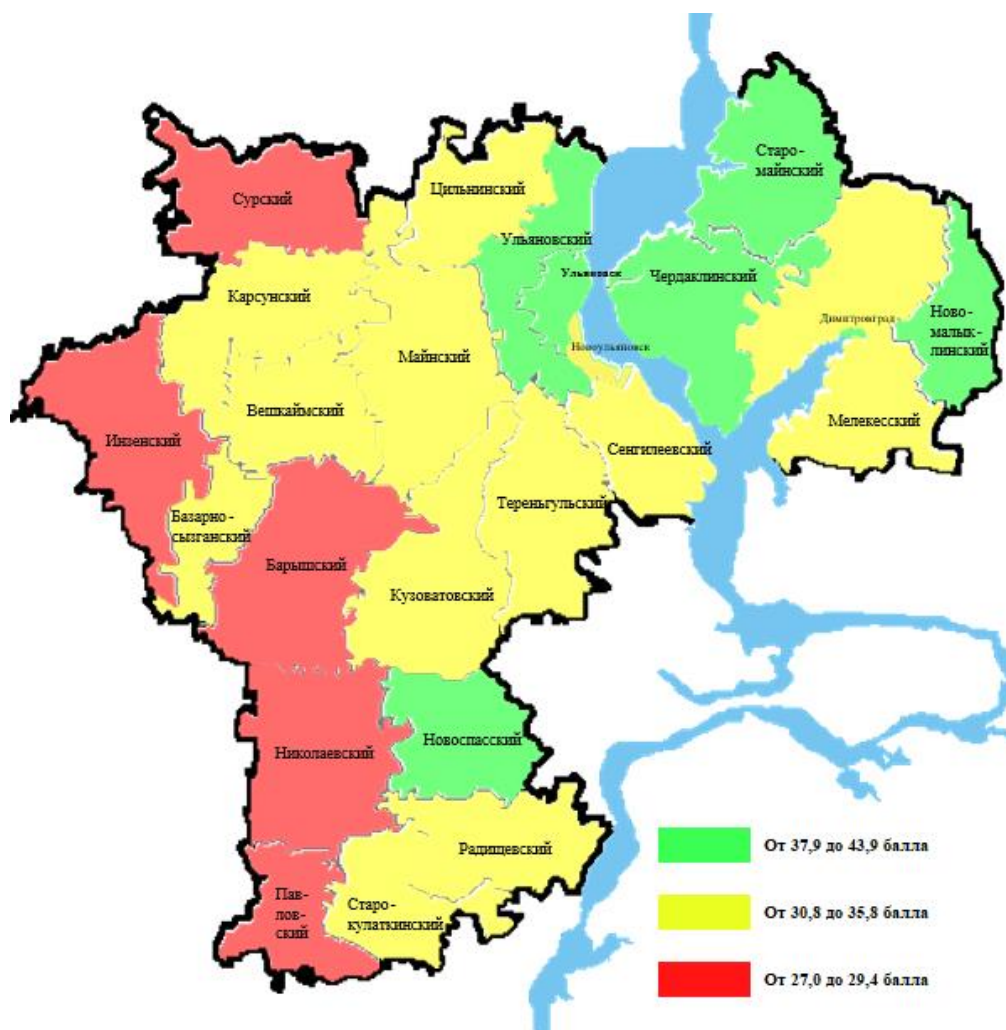 Старо-
майнский
Сурский
Цильнинский
Ульяновский
Ульяновск
Чердаклинский
Карсунский
Ново-
малык-
линский
Димитровград
Майнский
Новоульяновск
Вешкаймский
Мелекесский
Инзенский
Сенгилеевский
Тереньгульский
Базарно-
сызганский
Барышский
Кузоватовский
Новоспасский
Николаевский
Радищевский
От 37,9 до 43,9 балла
Пав-
лов-
ский
Старо-
кулаткинский
От 30,8 до 35,8 балла
От 27,0 до 29,4 балла